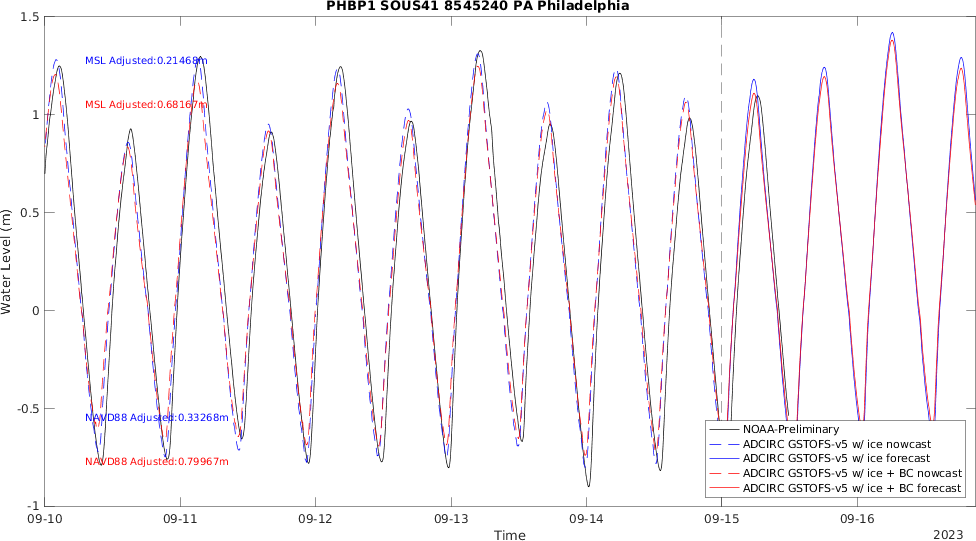 PHBP1 SOUS41 8545240 PA Philadelphia
1.5
MSL Adjusted:0.21468m
MSL Adjusted:0.68167m
1
0.5
Water Level (m)
0
-0.5
NAVD88 Adjusted:0.33268m
NAVD88 Adjusted:0.79967m
NOAA-Preliminary
ADCIRC GSTOFS-v5 w/ ice nowcast
ADCIRC GSTOFS-v5 w/ ice forecast
ADCIRC GSTOFS-v5 w/ ice + BC nowcast
ADCIRC GSTOFS-v5 w/ ice + BC forecast
-1
09-10 09-11 09-12 09-13 09-14 09-15 09-16
Time
2023